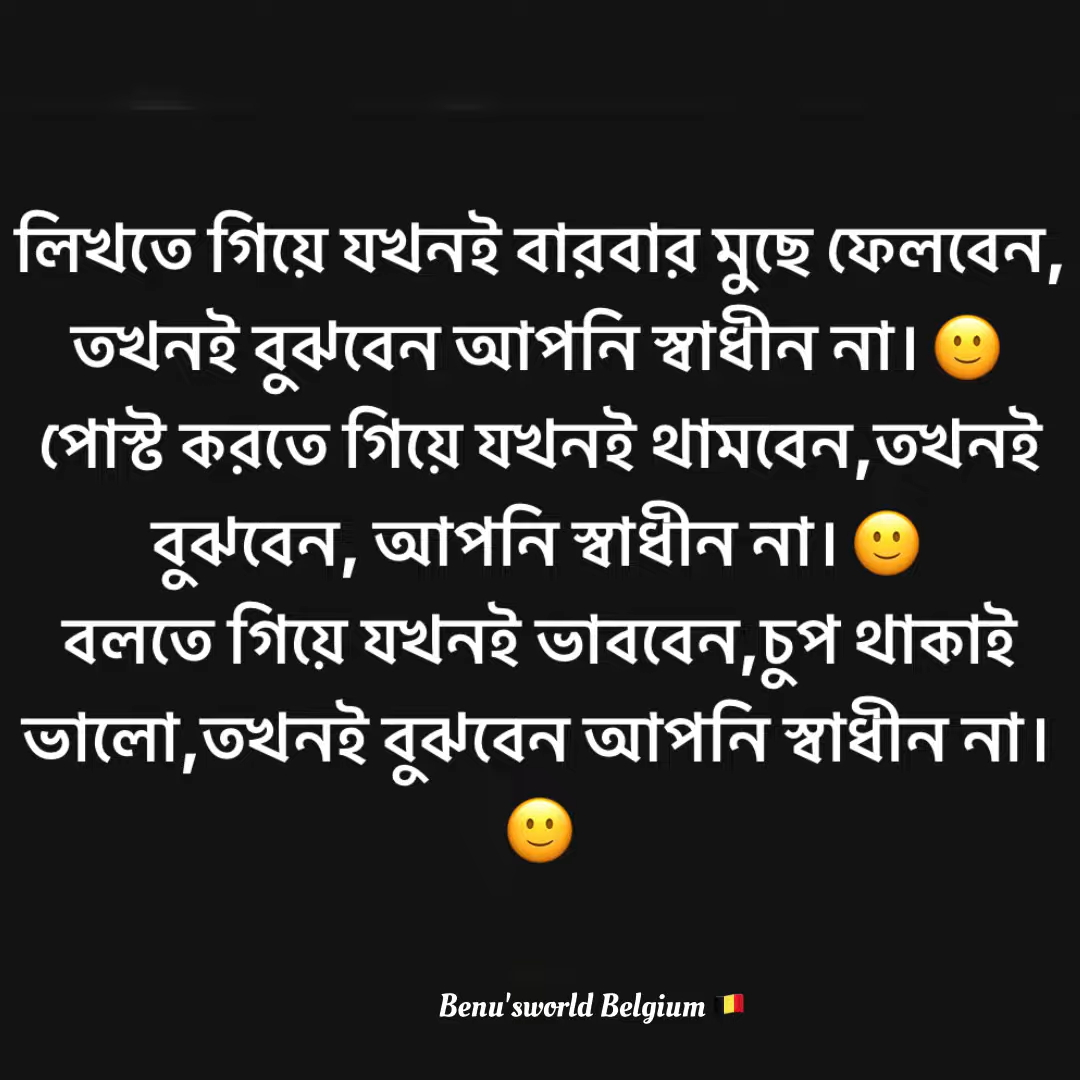 লিখতে গিয়ে যখনই বারবার মুছে ফেলবেন,
তখনই বুঝবেন আপনি স্বাধীন না। 🙂
পোস্ট করতে গিয়ে যখনই থামবেন,তখনই
বুঝবেন, আপনি স্বাধীন না। 🙂
বলতে গিয়ে যখনই ভাববেন,চুপ থাকাই
ভালো,তখনই বুঝবেন আপনি স্বাধীন না।
🙂
Benu'sworld Belgium 🇧🇪